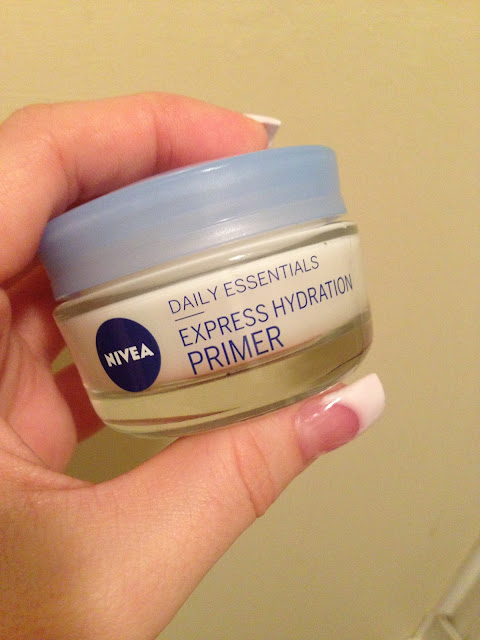 NIVEA
DAILY ESSENTIALS
EXPRESS HYDRATION
PRIMER